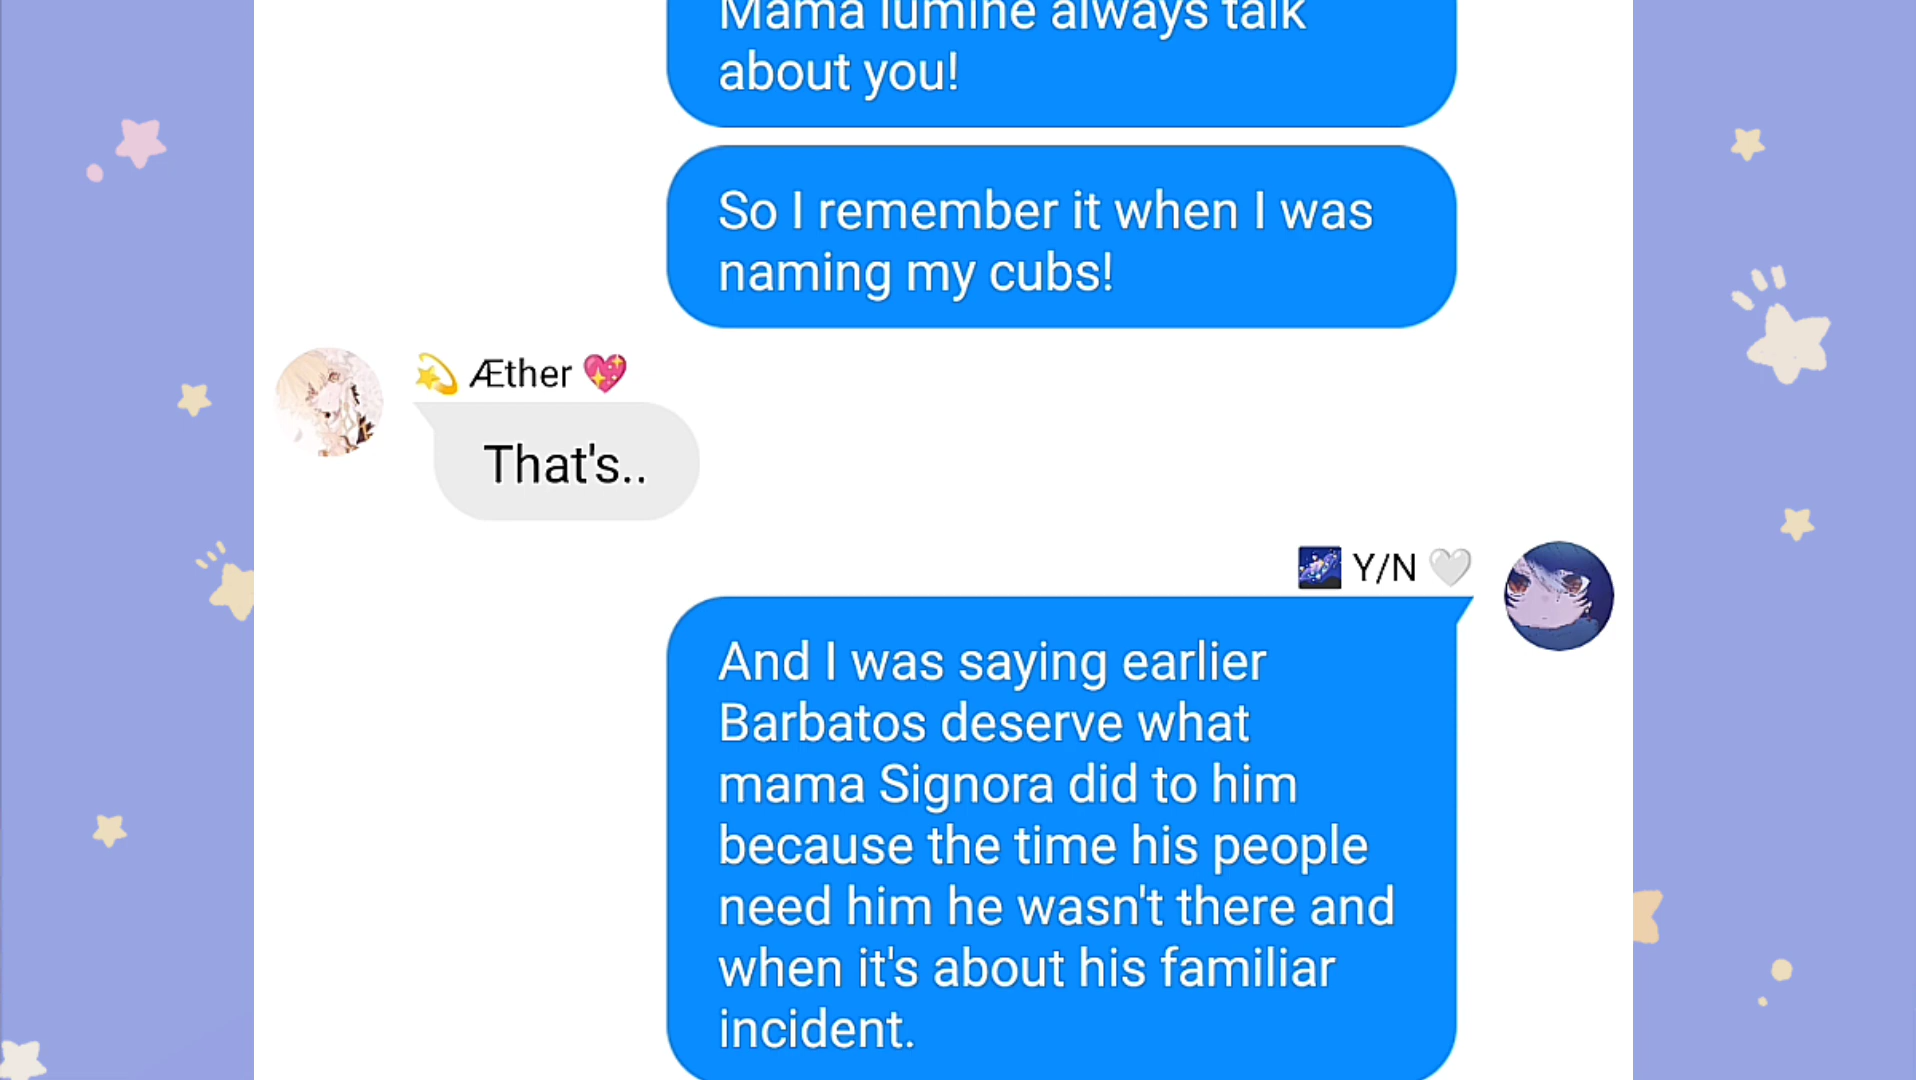 Mama lumine always talk
about you!
So I remember it when I was
naming my cubs!
💫 Æther 💖
That's..
🌌 Y/N 🤍
And I was saying earlier
Barbatos deserve what
mama Signora did to him
because the time his people
need him he wasn't there and
when it's about his familiar
incident.